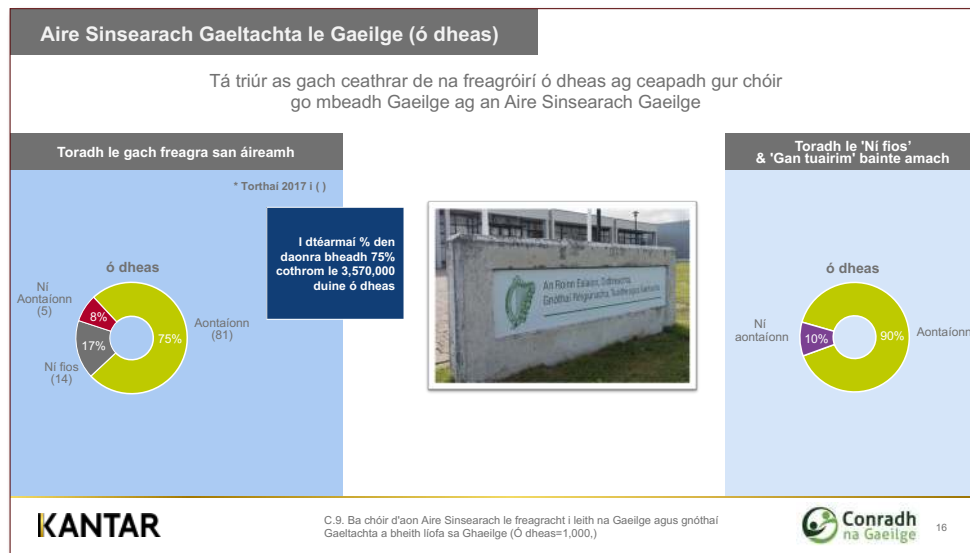 Aire Sinsearach Gaeltachta le Gaeilge (ó dheas)
Tá triúr as gach ceathrar de na freagróirí ó dheas ag ceapadh gur chóir
go mbeadh Gaeilge ag an Aire Sinsearach Gaeilge
Toradh le gach freagra san áireamh
* Torthaí 2017 i ( )
I dtéarmaí % den
daonra bheadh 75%
cothrom le 3,570,000
duine ó dheas
ó dheas
Ní
Aontaíonn
(5)
8%
17%
Ní fios
(14)
75%
Aontaíonn
(81)
An Roinn Ealaíon, Oidhreachta,
Gnóthaí Réigiúnacha, Tuaithe agus Gaeltachta
Toradh le 'Ní fios’
& 'Gan tuairim' bainte amach
ó dheas
Ní
aontaíonn
10%
90%
Aontaíonn
KANTAR
C.9. Ba chóir d'aon Aire Sinsearach le freagracht i leith na Gaeilge agus gnóthaí
Gaeltachta a bheith líofa sa Ghaeilge (Ó dheas=1,000,)
Conradh
na Gaeilge
16